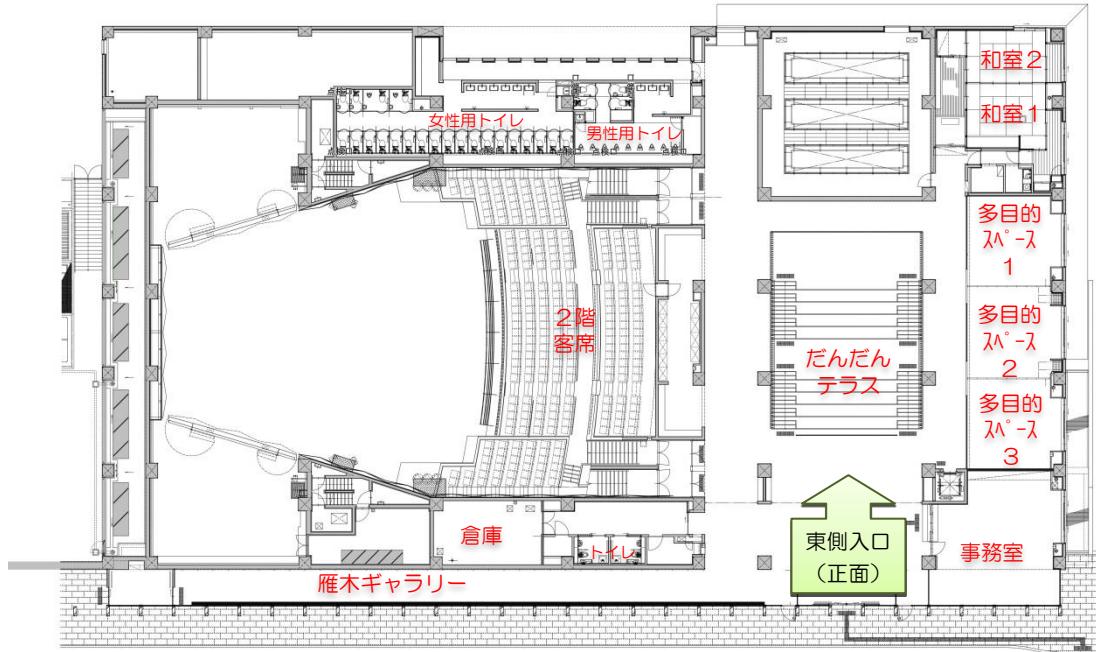 和室2
和室1
女性用トイレ
男性用トイレ
多目的
スペース
1
2階
客席
多目的
スペース
2
だんだん
テラス
多目的
スペース
3
倉庫
トイレ
東側入口
（正面）
事務室
雁木ギャラリー